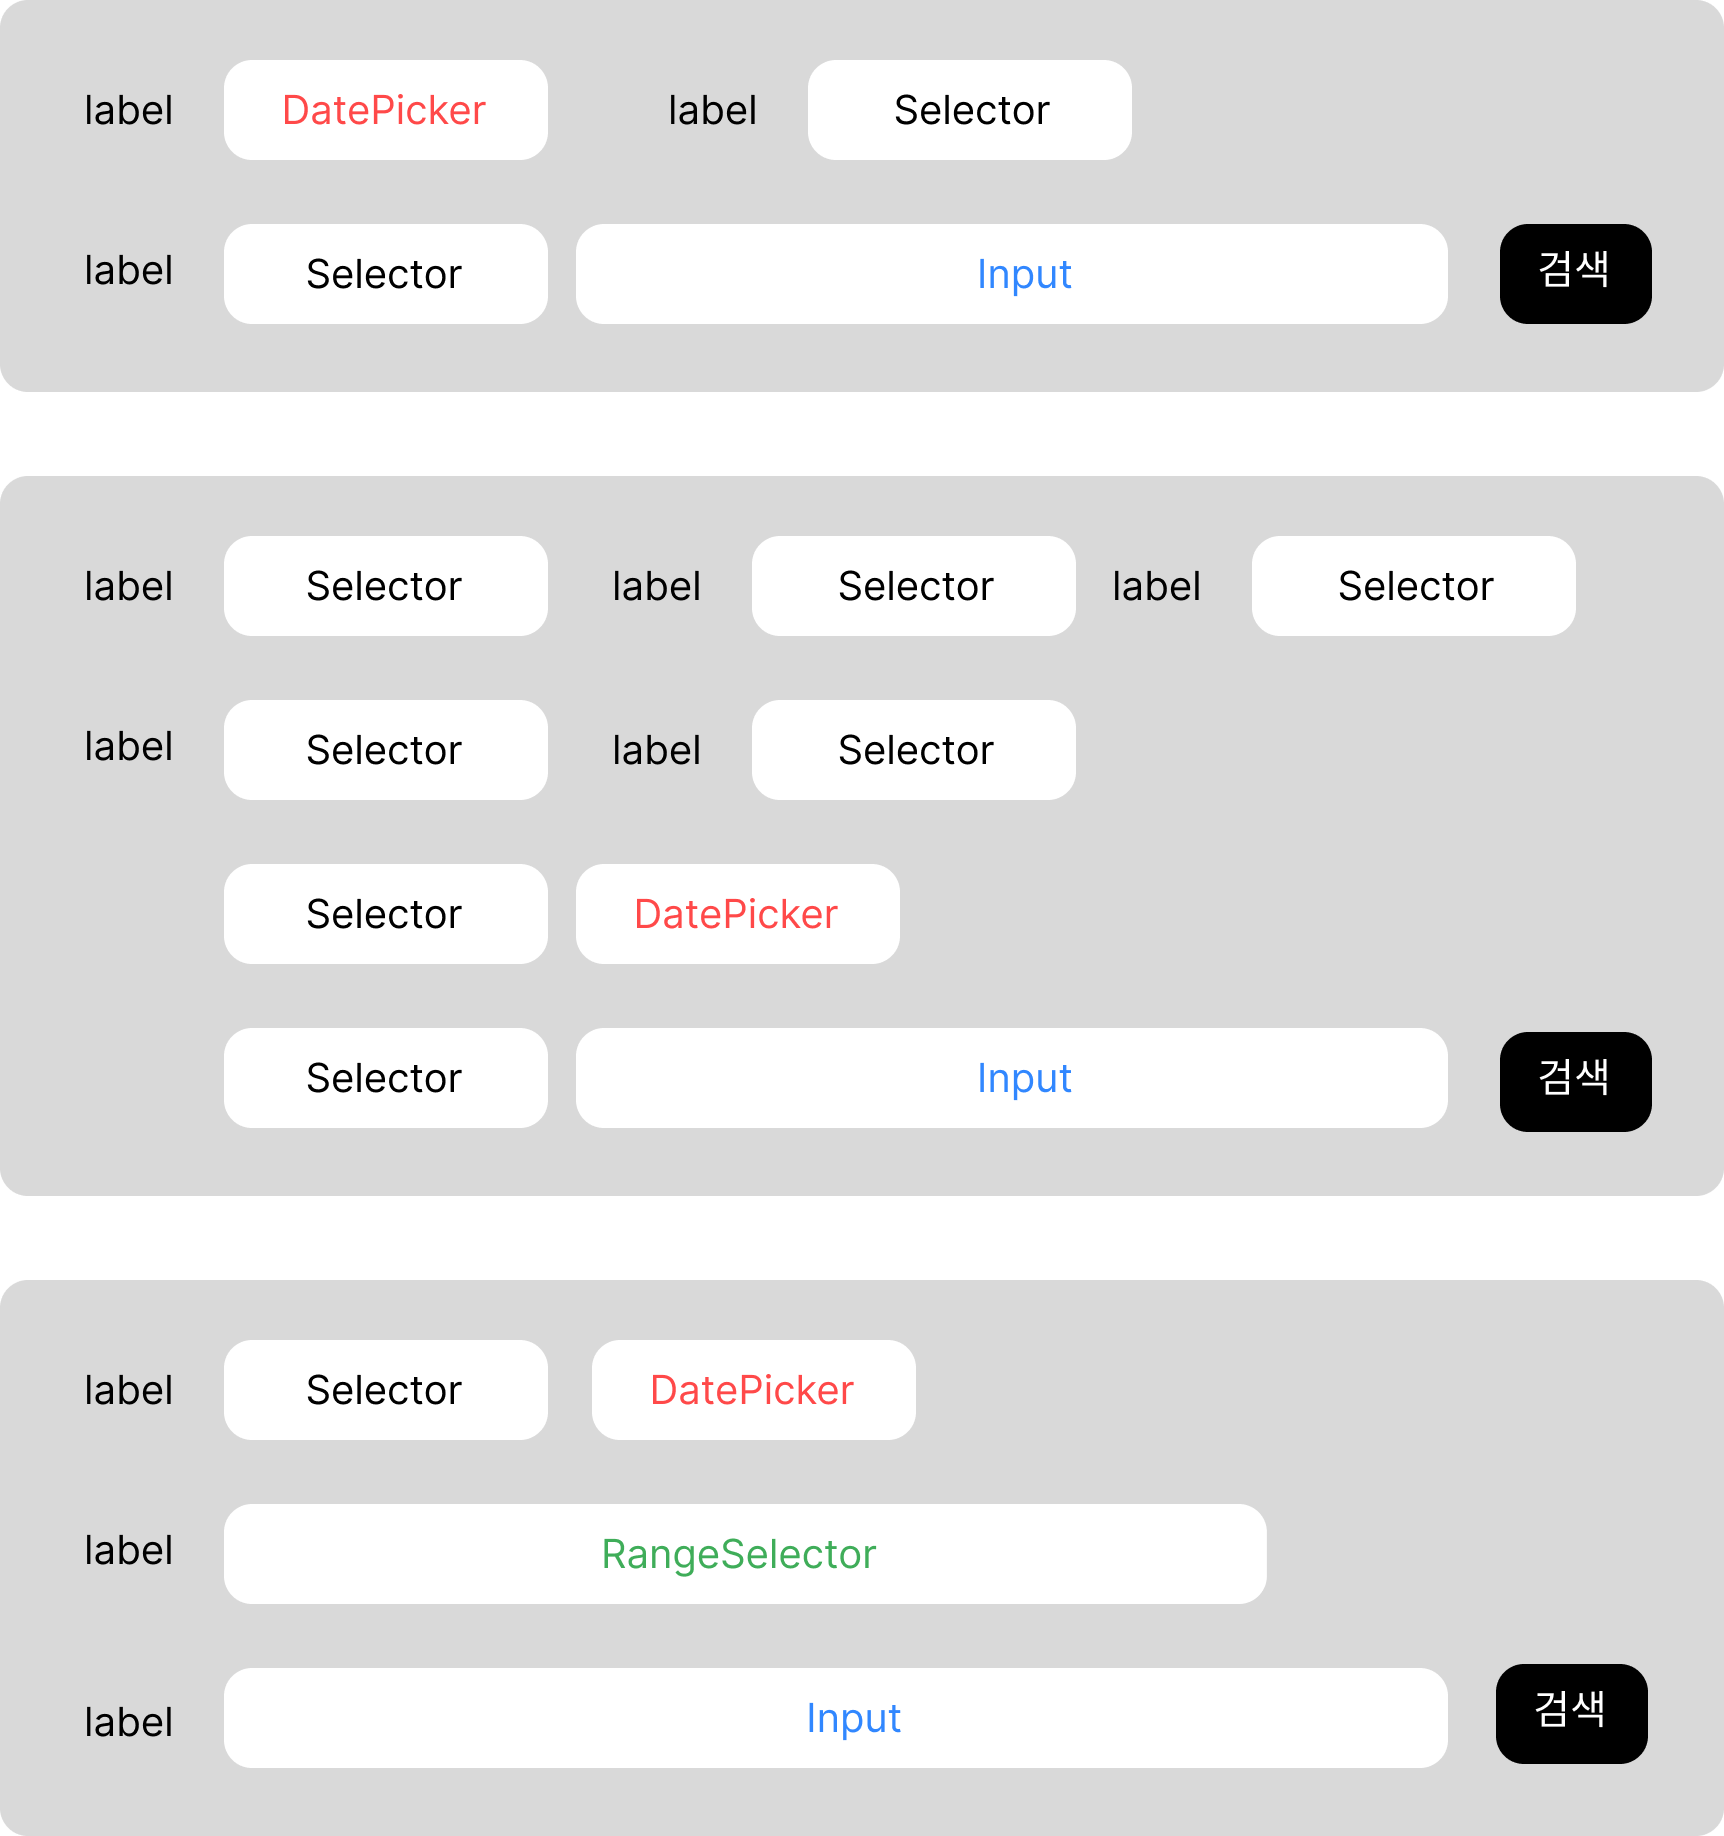 label DatePicker label Selector
label Selector Input 검색
label Selector label Selector label Selector
label Selector label Selector
Selector DatePicker
Selector Input 검색
label Selector DatePicker
label RangeSelector
label Input 검색